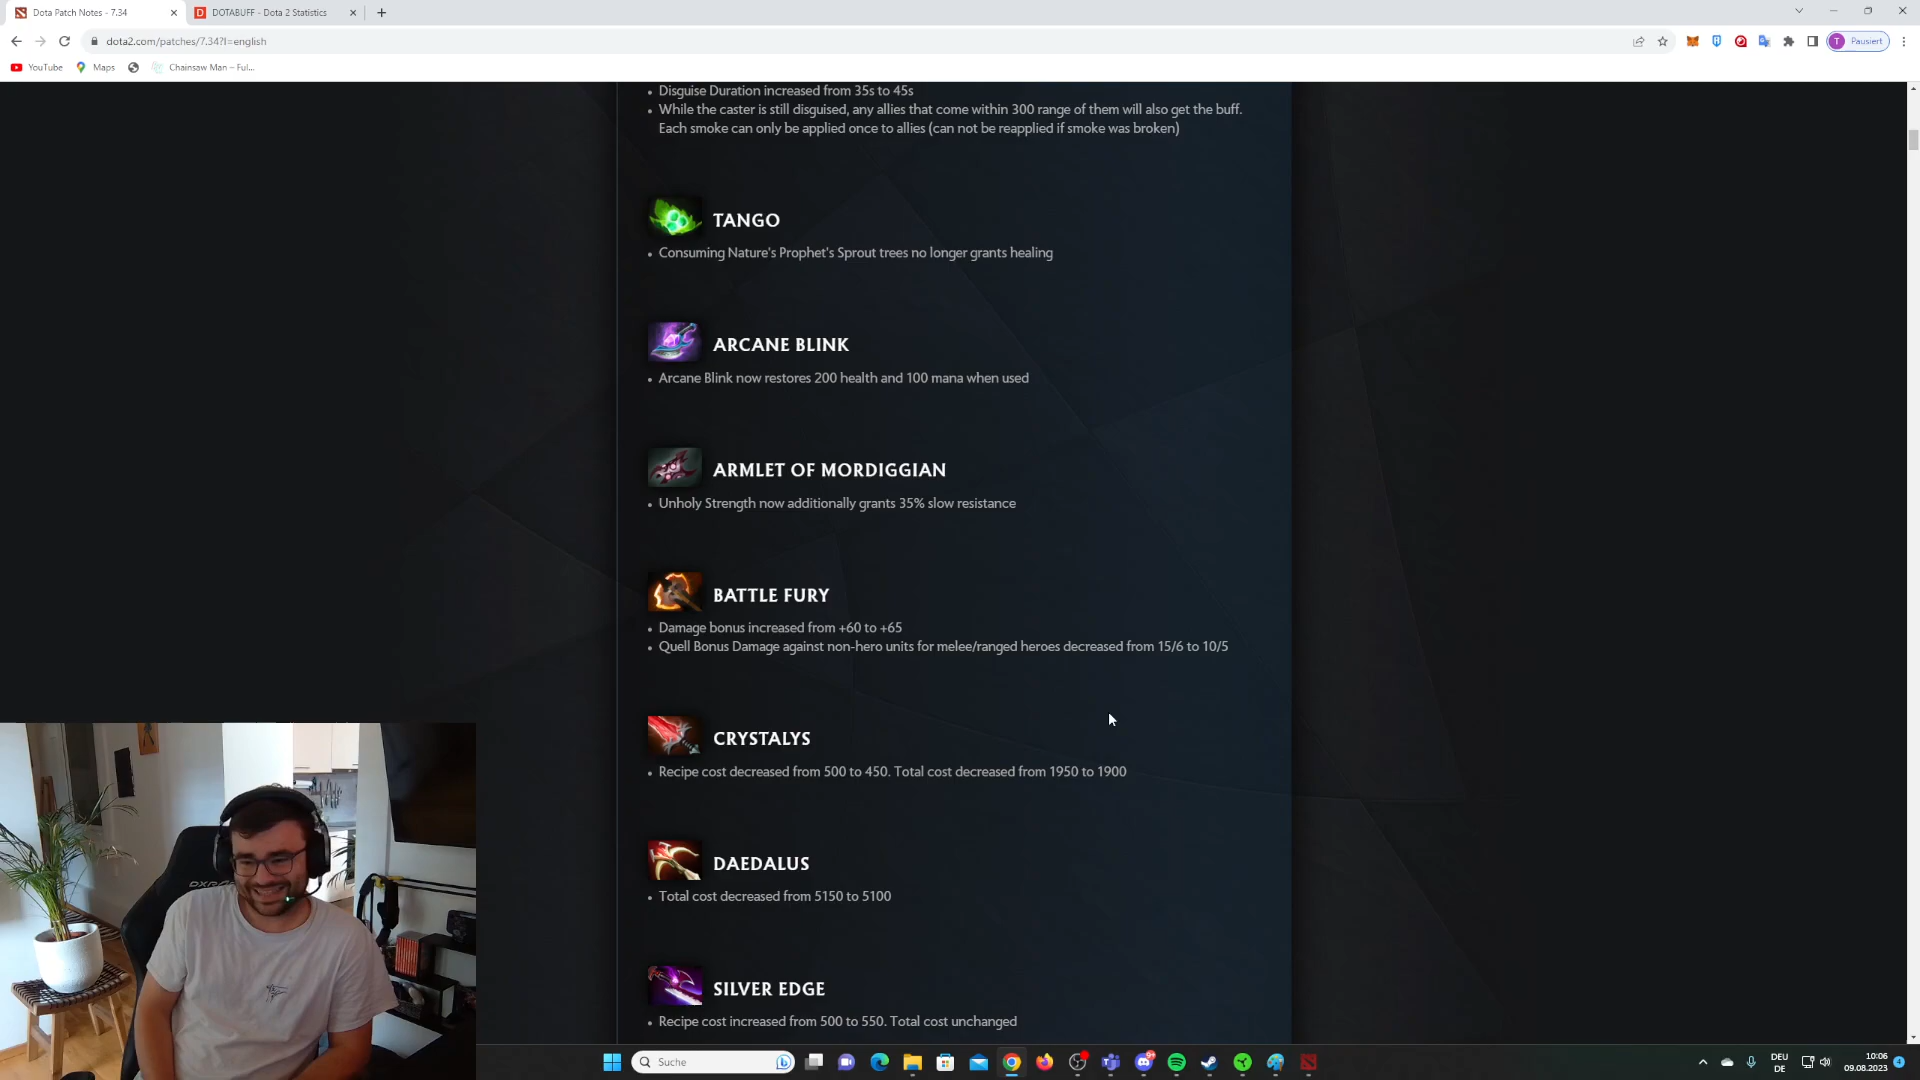 Dota Patch Notes - 7.34
DOTABUFF - Dota 2 Statistics
dota2.com/patches/7.34?l=english
T
Pausiert
YouTube
Maps
Chainsaw Man – Ful...
Disguise Duration increased from 35s to 45s
While the caster is still disguised, any allies that come within 300 range of them will also get the buff.
Each smoke can only be applied once to allies (can not be reapplied if smoke was broken)
TANGO
Consuming Nature's Prophet's Sprout trees no longer grants healing
ARCANE BLINK
Arcane Blink now restores 200 health and 100 mana when used
ARMLET OF MORDIGGIAN
Unholy Strength now additionally grants 35% slow resistance
BATTLE FURY
Damage bonus increased from +60 to +65
Quell Bonus Damage against non-hero units for melee/ranged heroes decreased from 15/6 to 10/5
CRYSTALYS
Recipe cost decreased from 500 to 450. Total cost decreased from 1950 to 1900
DAEDALUS
Total cost decreased from 5150 to 5100
SILVER EDGE
Recipe cost increased from 500 to 550. Total cost unchanged
Suche
DEU
DE
10:06
09.08.2023
4